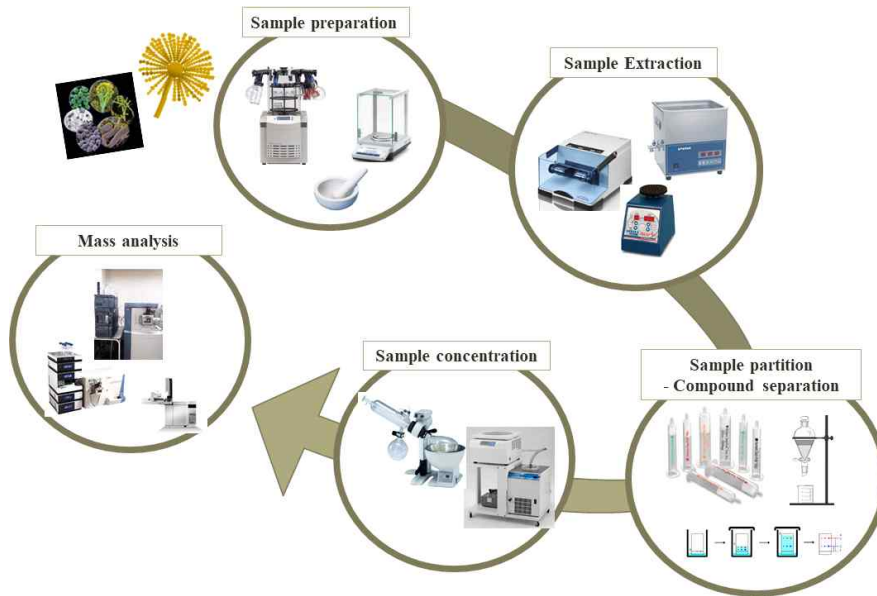 Sample preparation
Sample Extraction
Sample partition
- Compound separation
Sample concentration
Mass analysis